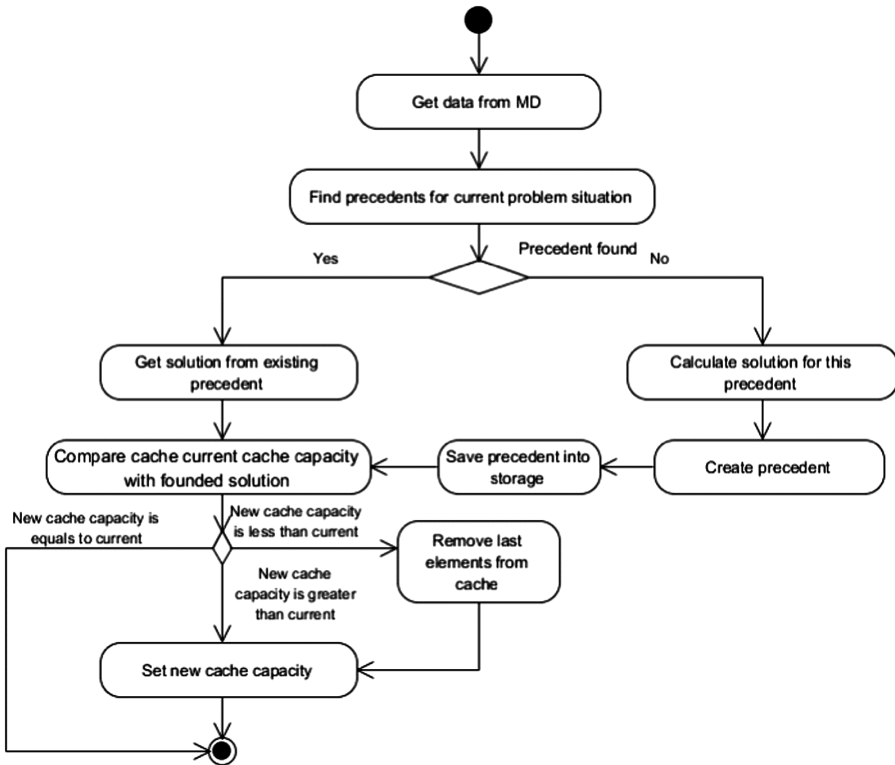 Get data from MD
Find precedents for current problem situation
Precedent found
Yes
No
Get solution from existing
precedent
Calculate solution for this
precedent
Compare cache current cache capacity
with founded solution
Save precedent into
storage
Create precedent
New cache capacity is
equals to current
New cache capacity
is less than current
Remove last
elements from
cache
New cache
capacity is greater
than current
Set new cache capacity